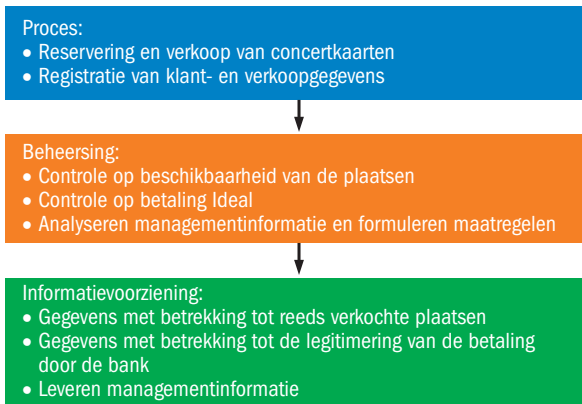 Proces:
• Reservering en verkoop van concertkaarten
• Registratie van klant- en verkoopgegevens
Beheersing:
• Controle op beschikbaarheid van de plaatsen
• Controle op betaling Ideal
• Analyseren managementinformatie en formuleren maatregelen
Informatievoorziening:
• Gegevens met betrekking tot reeds verkochte plaatsen
• Gegevens met betrekking tot de legitimering van de betaling
door de bank
• Leveren managementinformatie